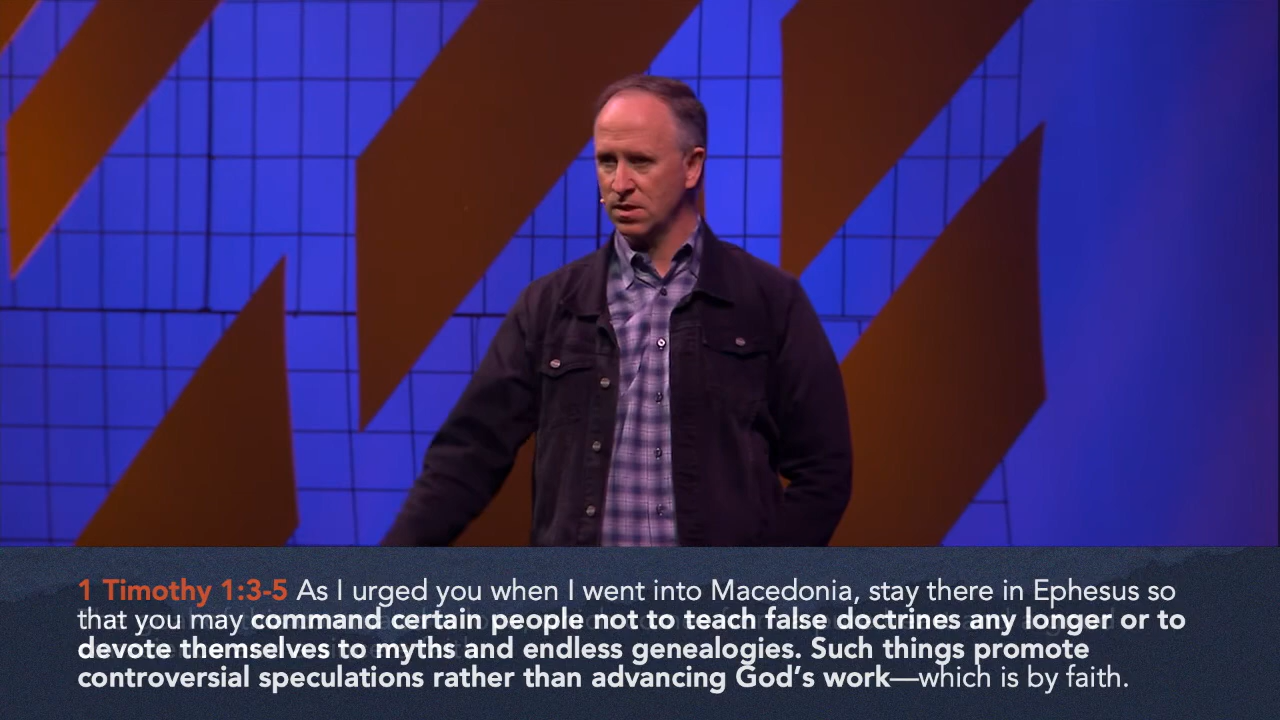 1 Timothy 1:3-5 As I urged you when I went into Macedonia, stay there in Ephesus so
that you may command certain people not to teach false doctrines any longer or to
devote themselves to myths and endless genealogies. Such things promote
controversial speculations rather than advancing God’s work—which is by faith.